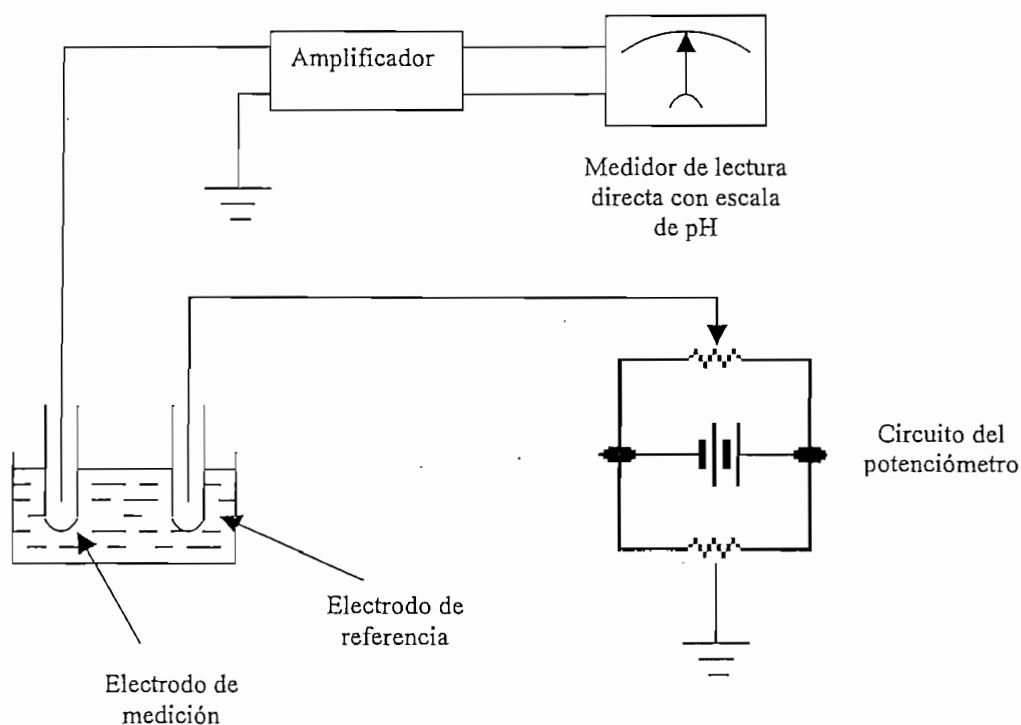 Amplificador
Medidor de lectura
directa con escala
de pH
Circuito del
potenciómetro
Electrodo de
referencia
Electrodo de
medición